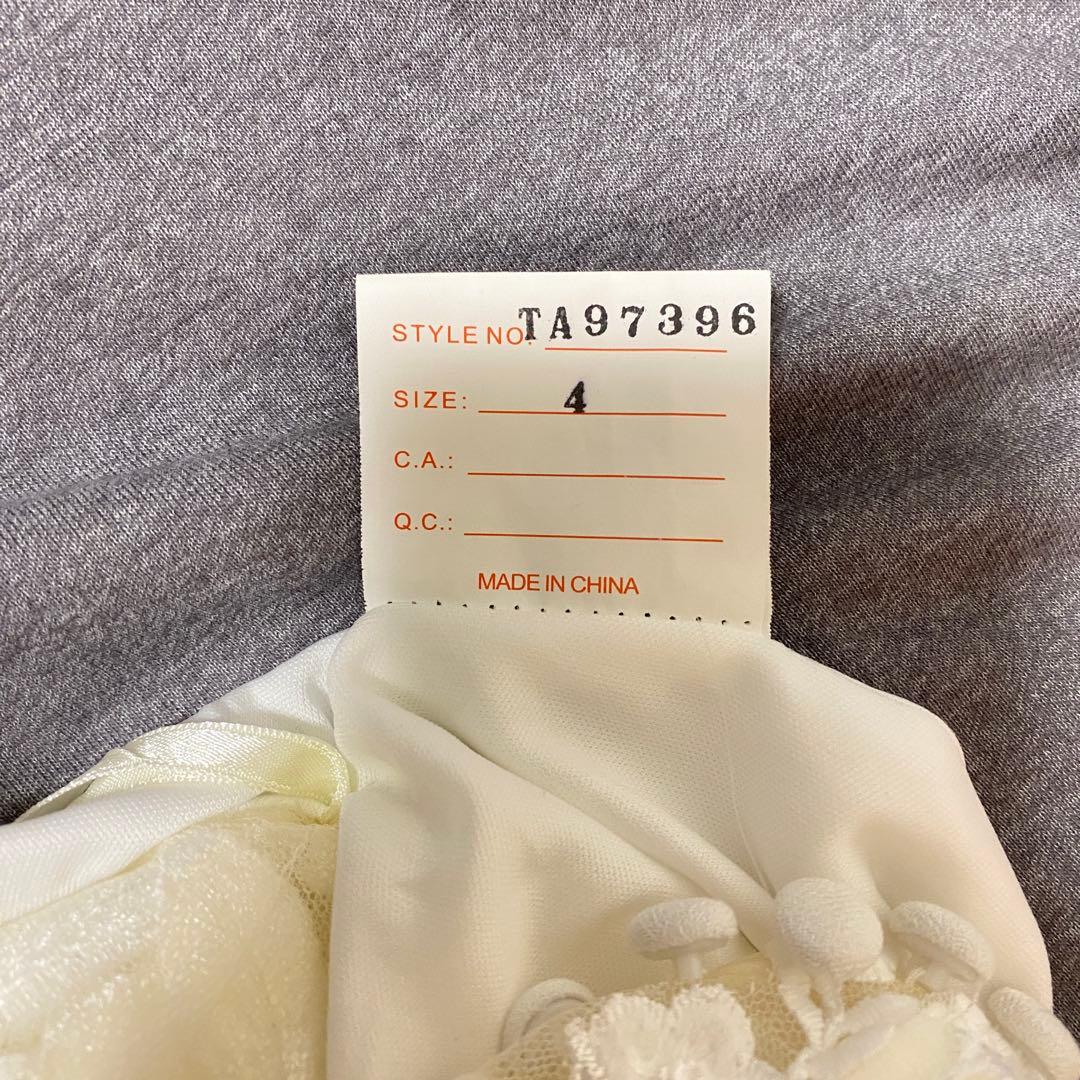 STYLE NO. TA97396
SIZE: 4
C.A.:
Q.C.:
MADE IN CHINA